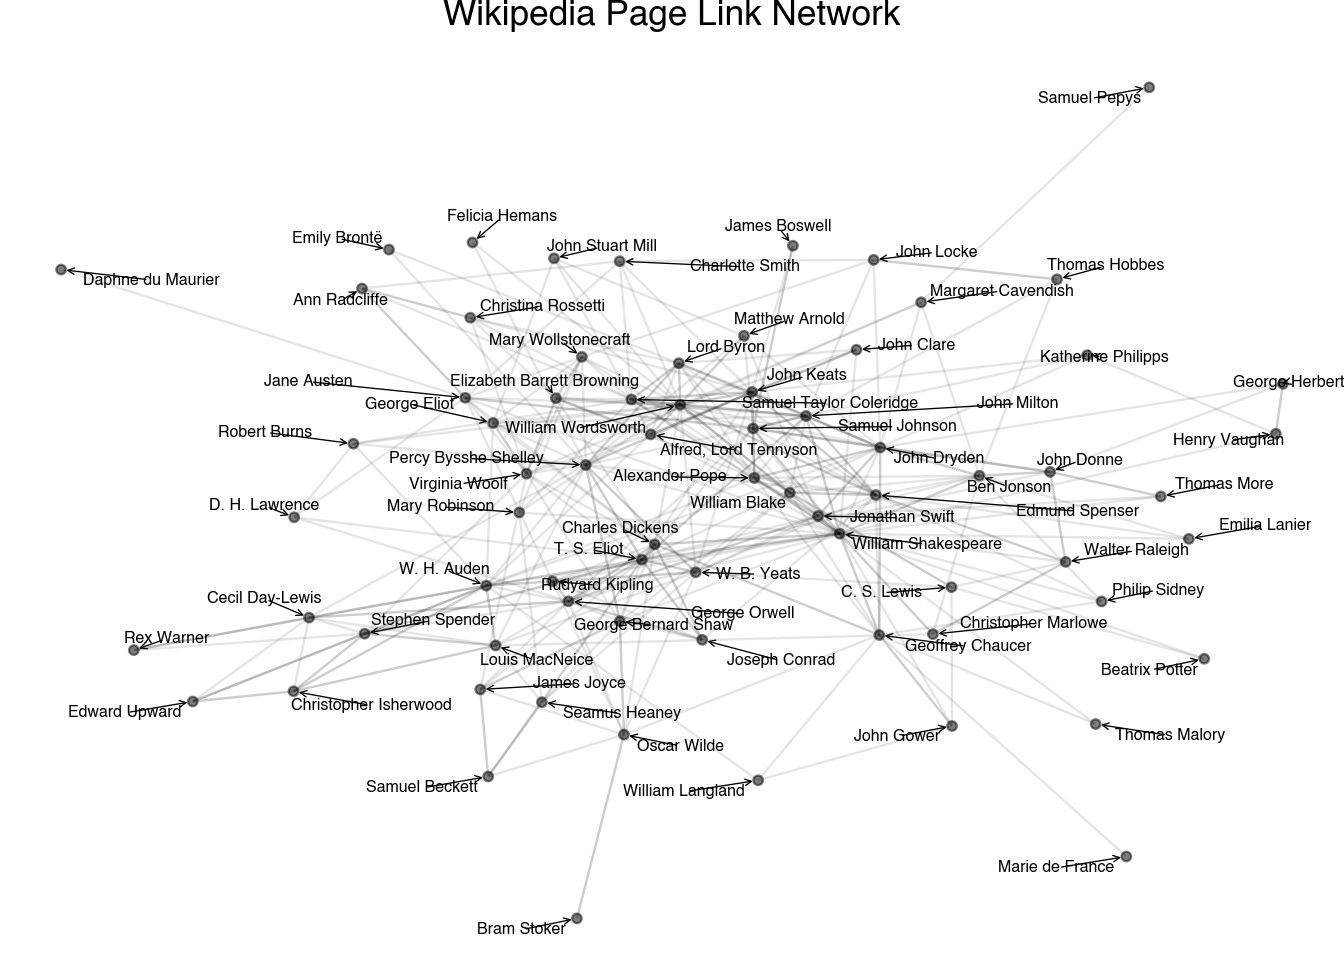 Wikipedia Page Link Network
Samuel Pepys
Felicia Hemans
James Boswell
Emily Brontë
John Stuart Mill
John Locke
Charlotte Smith
Thomas Hobbes
Daphne du Maurier
Margaret Cavendish
Ann Radcliffe
Christina Rossetti
Matthew Arnold
Mary Wollstonecraft
Lord Byron
John Clare
Katherine Philipps
John Keats
Jane Austen
Elizabeth Barrett Browning
George Herbert
George Eliot
Samuel Taylor Coleridge
John Milton
William Wordsworth
Samuel Johnson
Robert Burns
Henry Vaughan
Alfred, Lord Tennyson
Percy Bysshe Shelley
John Dryden
John Donne
Alexander Pope
Virginia Woolf
Ben Jonson
Thomas More
William Blake
D. H. Lawrence
Mary Robinson
Edmund Spenser
Jonathan Swift
Emilia Lanier
Charles Dickens
William Shakespeare
T. S. Eliot
Walter Raleigh
W. H. Auden
W. B. Yeats
Rudyard Kipling
C. S. Lewis
Philip Sidney
Cecil Day-Lewis
George Orwell
Stephen Spender
George Bernard Shaw
Christopher Marlowe
Rex Warner
Geoffrey Chaucer
Louis MacNeice
Joseph Conrad
Beatrix Potter
James Joyce
Christopher Isherwood
Edward Upward
Seamus Heaney
Oscar Wilde
John Gower
Thomas Malory
Samuel Beckett
William Langland
Marie de France
Bram Stoker